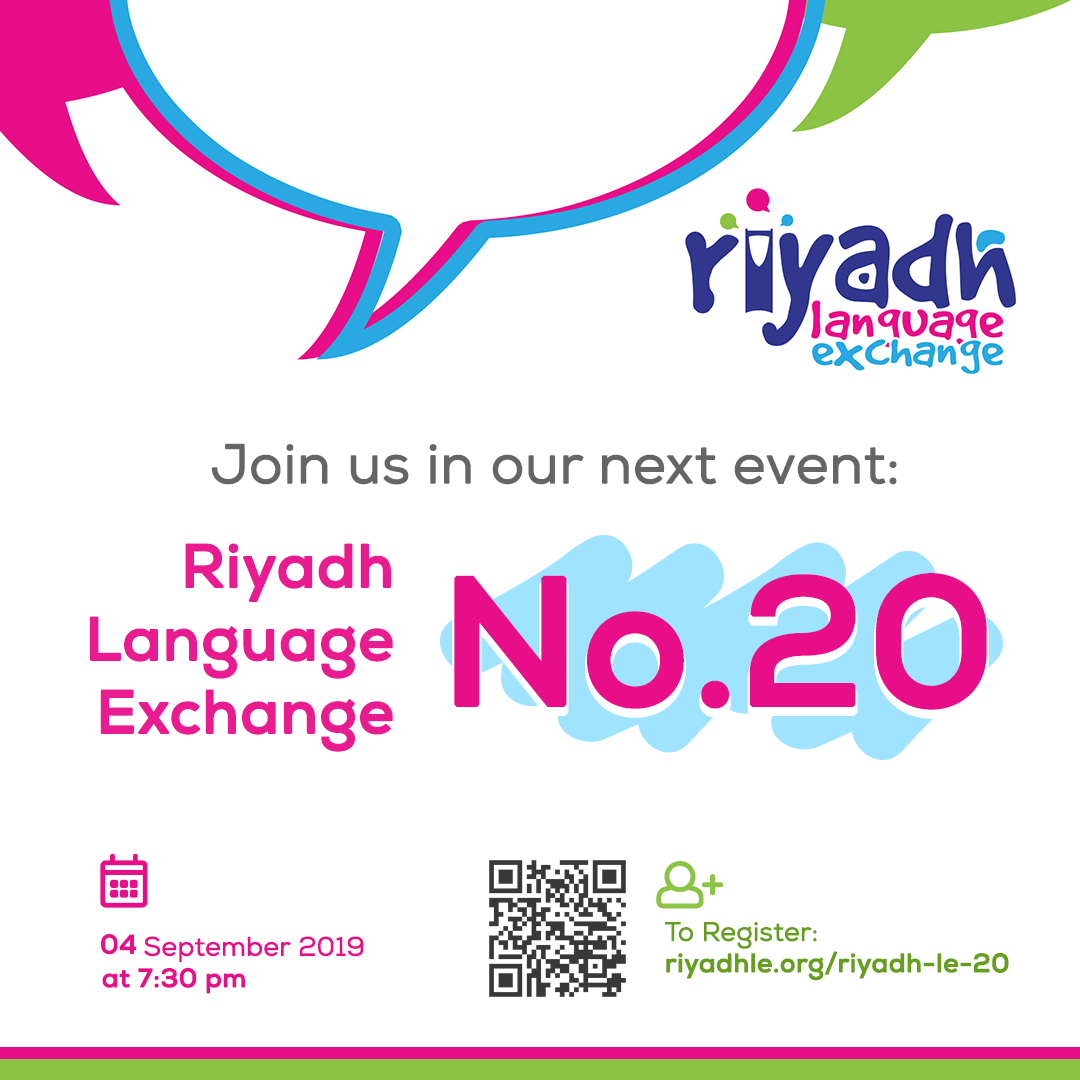 riyadh
language
exchange
Join us in our next event:
Riyadh
Language
Exchange
No.20
04 September 2019
at 7:30 pm
To Register:
riyadhle.org/riyadh-le-20